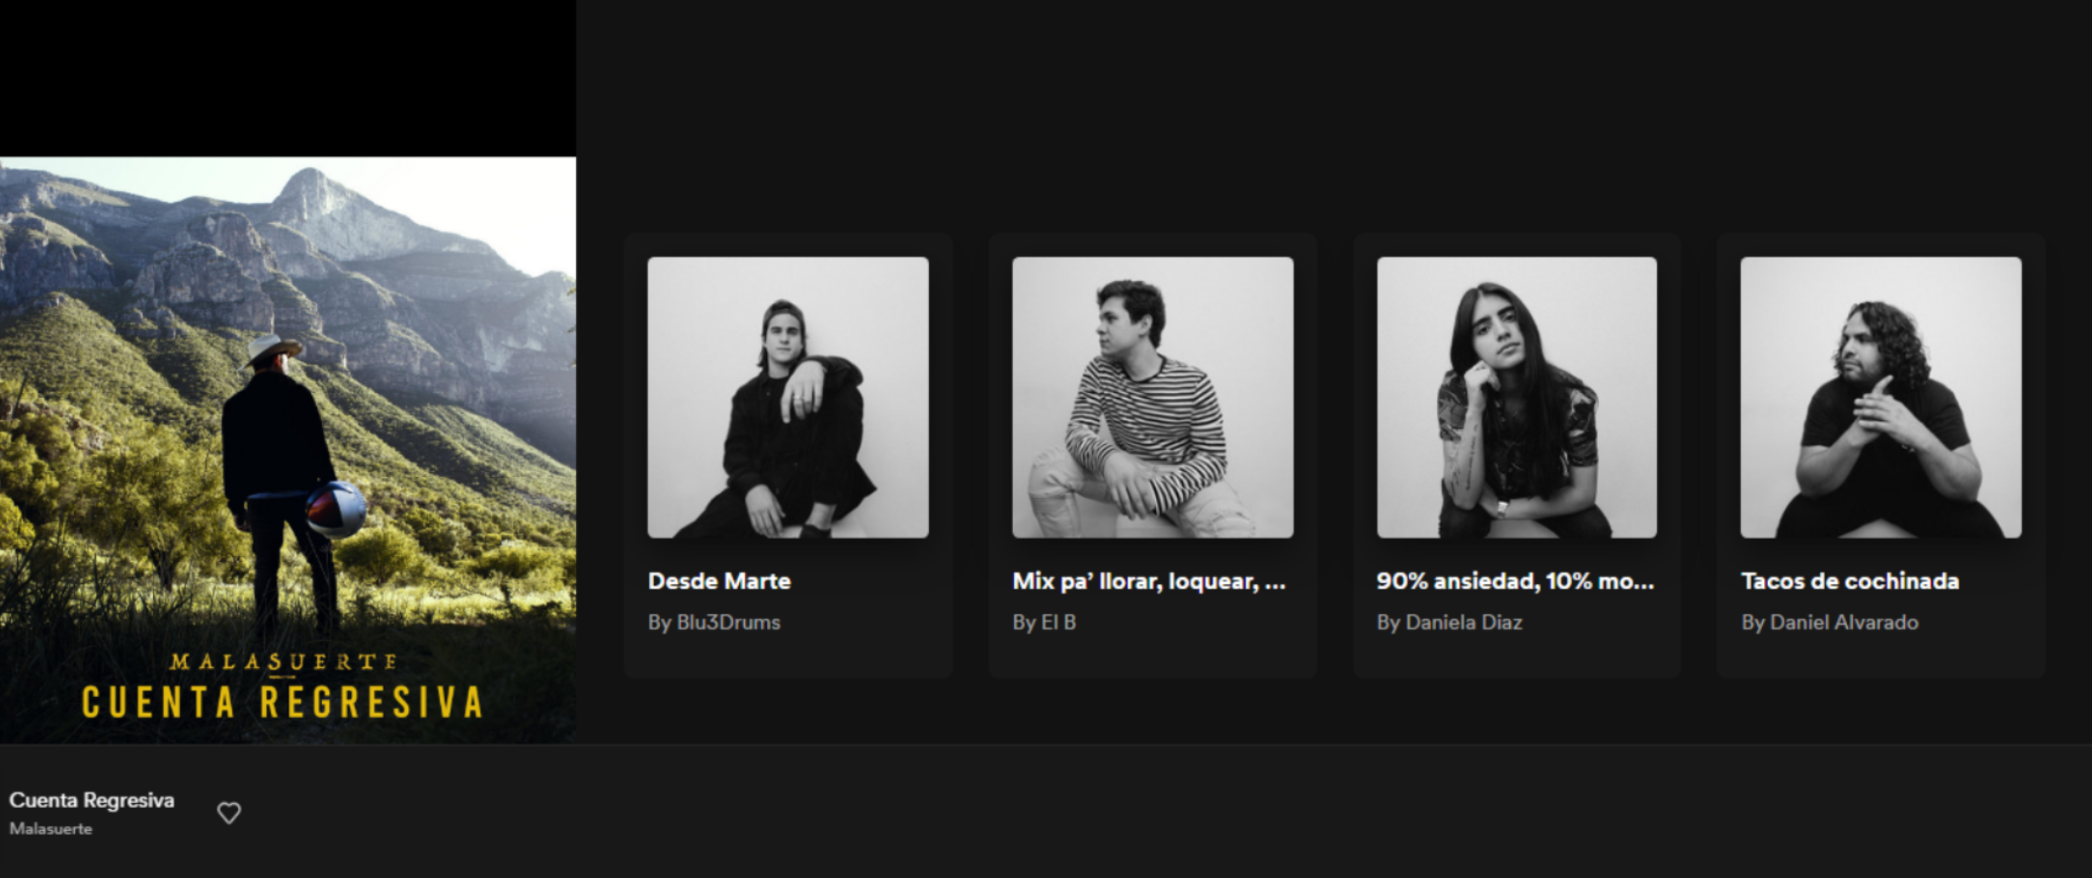 MALASUERTE
CUENTA REGRESIVA
Desde Marte
By Blu3Drums
Mix pa’ llorar, loquear, ...
By El B
90% ansiedad, 10% mo...
By Daniela Diaz
Tacos de cochinada
By Daniel Alvarado
Cuenta Regresiva
Malasuerte